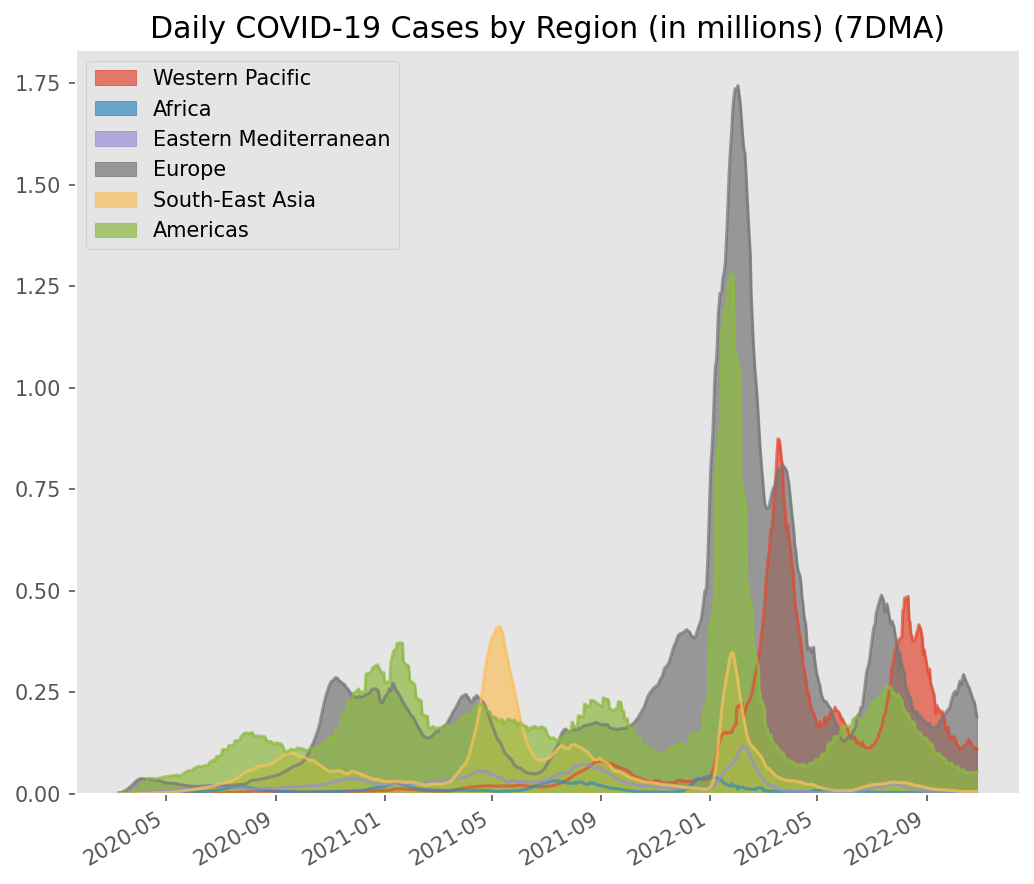 Daily COVID-19 Cases by Region (in millions) (7DMA)
Western Pacific
Africa
Eastern Mediterranean
Europe
South-East Asia
Americas
1.75
1.50
1.25
1.00
0.75
0.50
0.25
0.00
2020-05
2020-09
2021-01
2021-05
2021-09
2022-01
2022-05
2022-09